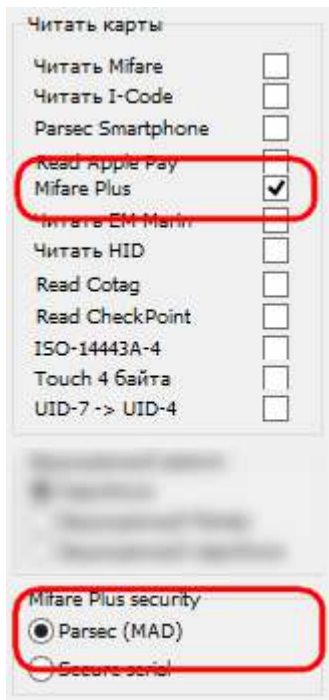 Читать карты
Читать Mifare
Читать I-Code
Parsec Smartphone
Read Apple Pay
Mifare Plus
Читать EM Marin
Читать HID
Read Cotag
Read CheckPoint
ISO-14443A-4
Touch 4 байта
UID-7 -> UID-4
Mifare Plus security
Parsec (MAD)
Secure serial